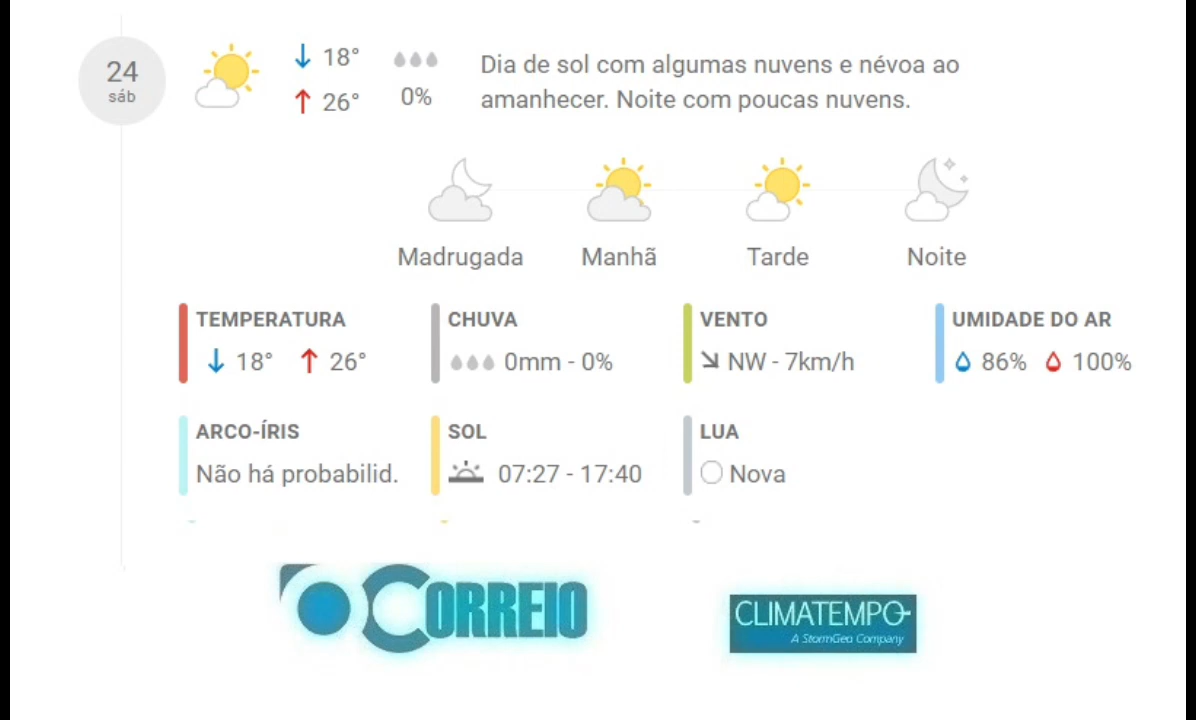 24
sáb
18°
26°
0%
Dia de sol com algumas nuvens e névoa ao
amanhecer. Noite com poucas nuvens.
Madrugada Manhã Tarde Noite
TEMPERATURA CHUVA VENTO UMIDADE DO AR
18° 26° 0mm - 0% NW - 7km/h 86% 100%
ARCO-ÍRIS SOL LUA
Não há probabilid. 07:27 - 17:40 Nova
CORREIO
CLIMATEMPO
A StormGeo Company